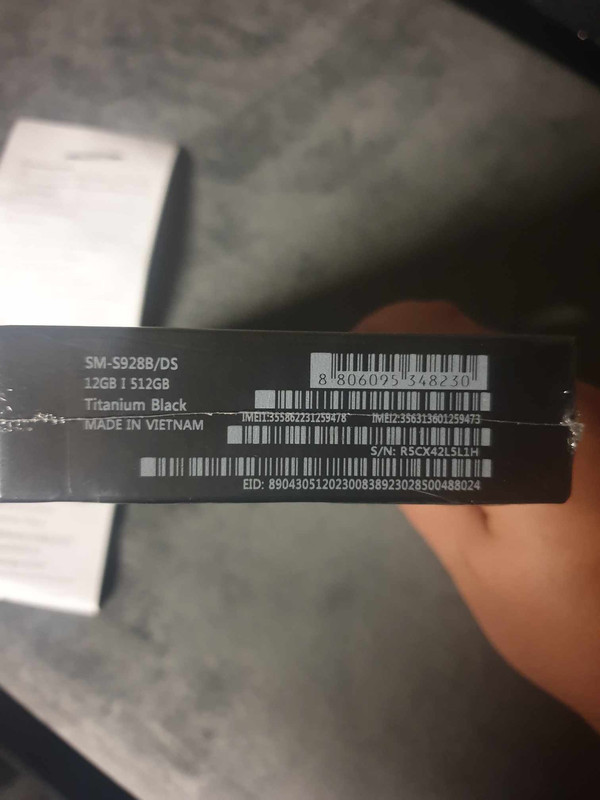 SM-S928B/DS
12GB I 512GB
Titanium Black
MADE IN VIETNAM
8 806095 348230
IMEI1:355862231259478 IMEI2:356313601259473
S/N: R5CX42L5L1H
EID: 89043051202300838923028500488024